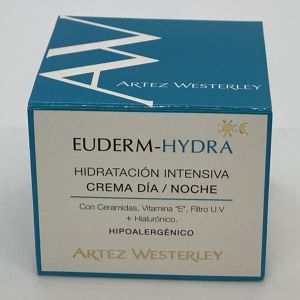 AW
ARTEZ WESTERLEY
EUDERM-HYDRA
HIDRATACIÓN INTENSIVA
CREMA DÍA / NOCHE
Con Ceramidas, Vitamina "E", Filtro U.V
+ Hialurónico.
HIPOALERGÉNICO
ARTEZ WESTERLEY